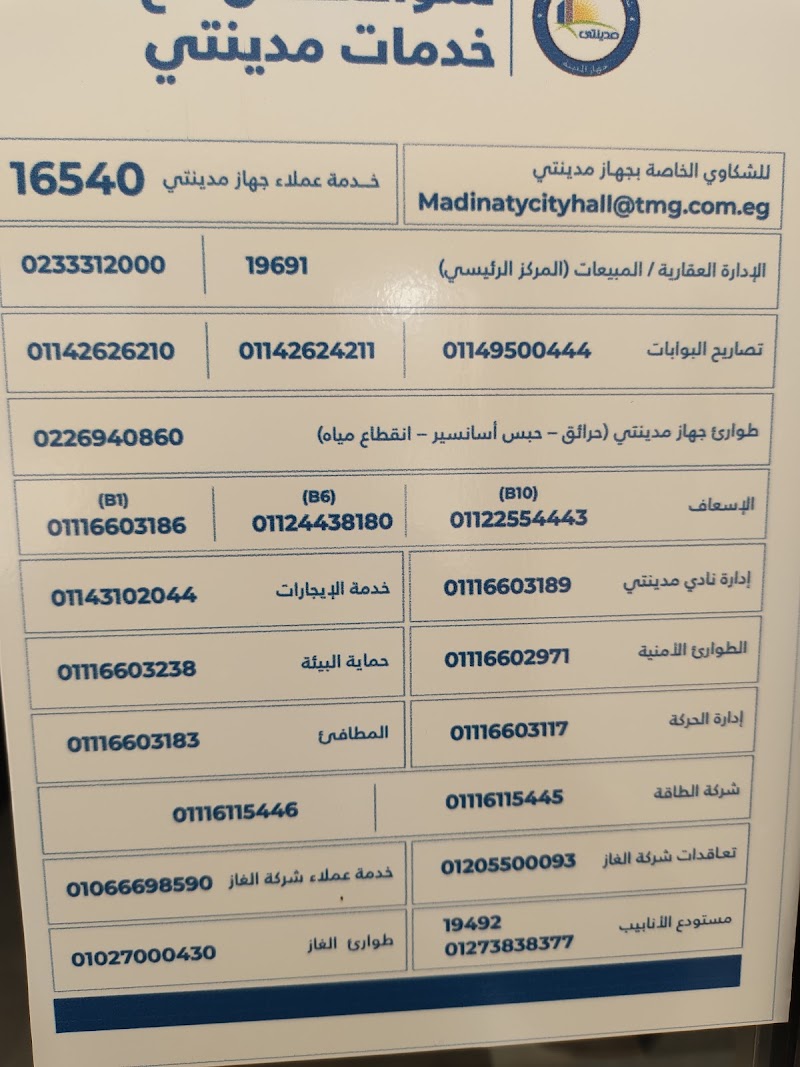 خدمات مدينتي
مدينتي
جهاز المدينة
للشكاوي الخاصة بجهاز مدينتي
Madinatycityhall@tmg.com.eg
خـدمة عملاء جهاز مدينتي 16540
الإدارة العقارية / المبيعات (المركز الرئيسي) 19691 0233312000
تصاريح البوابات 01149500444 01142624211 01142626210
طوارئ جهاز مدينتي (حرائق – حبس أسانسير – انقطاع مياه) 0226940860
الإسعاف (B10) 01122554443 (B6) 01124438180 (B1) 01116603186
إدارة نادي مدينتي 01116603189
خدمة الإيجارات 01143102044
الطوارئ الأمنية 01116602971
حماية البيئة 01116603238
إدارة الحركة 01116603117
المطافئ 01116603183
شركة الطاقة 01116115445 01116115446
تعاقدات شركة الغاز 01205500093
خدمة عملاء شركة الغاز 01066698590
مستودع الأنابيب 19492
01273838377
طوارئ الغاز 01027000430